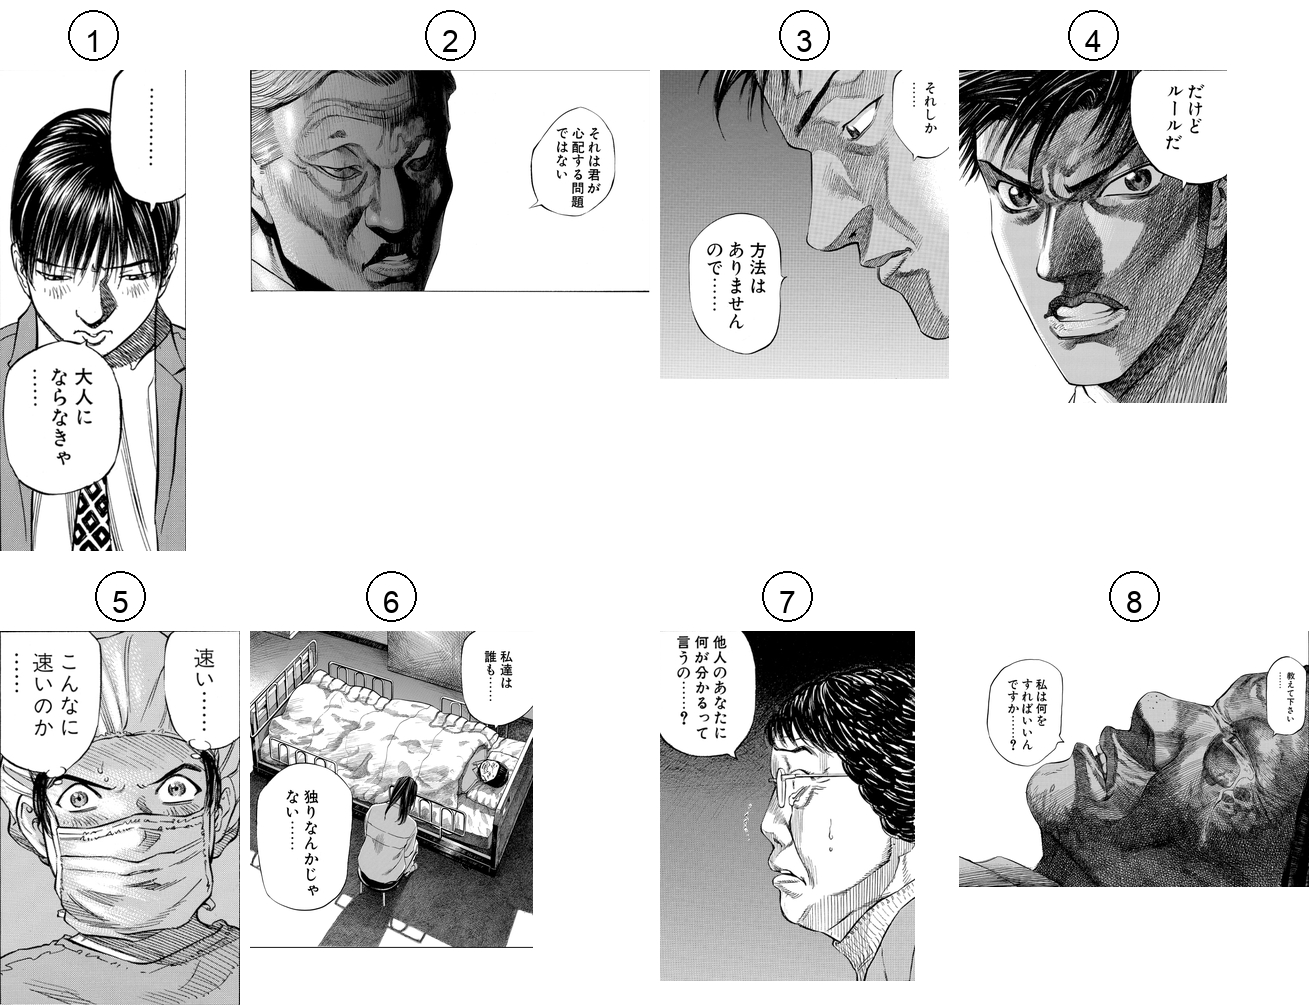 1
…………
大人に
ならなきゃ
……
2
それは君が
心配する問題
ではない
3
それしか
……
方法は
ありません
ので……
4
だけど
ルールだ
5
速い……
こんなに
速いのか
……
6
私達は
誰も……
独りなんかじゃ
ない……
7
他人のあなたに
何が分かるって
言うの……？
8
教えて下さい
……
私は何を
すればいいん
ですか……？